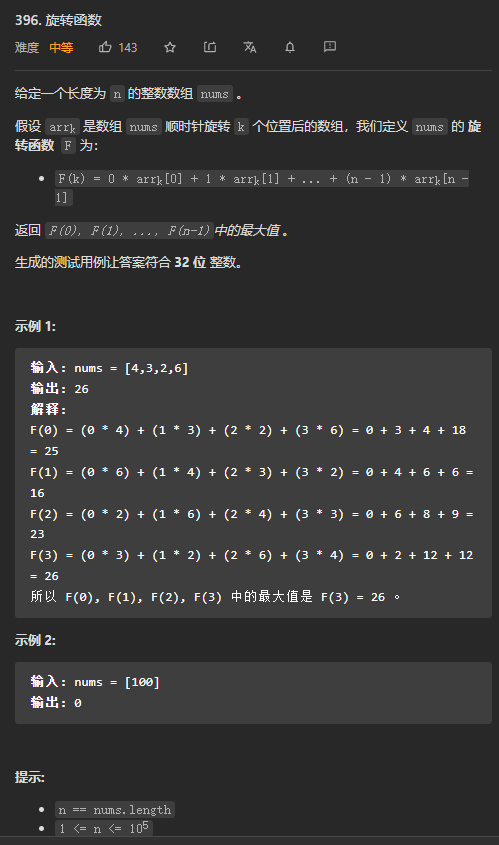 396. 旋转函数
难度 中等 143
给定一个长度为 n 的整数数组 nums 。
假设 arrk 是数组 nums 顺时针旋转 k 个位置后的数组，我们定义 nums 的 旋
转函数 F 为：
F(k) = 0 * arrk[0] + 1 * arrk[1] + ... + (n - 1) * arrk[n -
1]
返回 F(0), F(1), ..., F(n-1)中的最大值 。
生成的测试用例让答案符合 32 位 整数。
示例 1:
输入: nums = [4,3,2,6]
输出: 26
解释:
F(0) = (0 * 4) + (1 * 3) + (2 * 2) + (3 * 6) = 0 + 3 + 4 + 18
= 25
F(1) = (0 * 6) + (1 * 4) + (2 * 3) + (3 * 2) = 0 + 4 + 6 + 6 =
16
F(2) = (0 * 2) + (1 * 6) + (2 * 4) + (3 * 3) = 0 + 6 + 8 + 9 =
23
F(3) = (0 * 3) + (1 * 2) + (2 * 6) + (3 * 4) = 0 + 2 + 12 + 12
= 26
所以 F(0), F(1), F(2), F(3) 中的最大值是 F(3) = 26 。
示例 2:
输入: nums = [100]
输出: 0
提示:
n == nums.length
1 <= n <= 10⁵